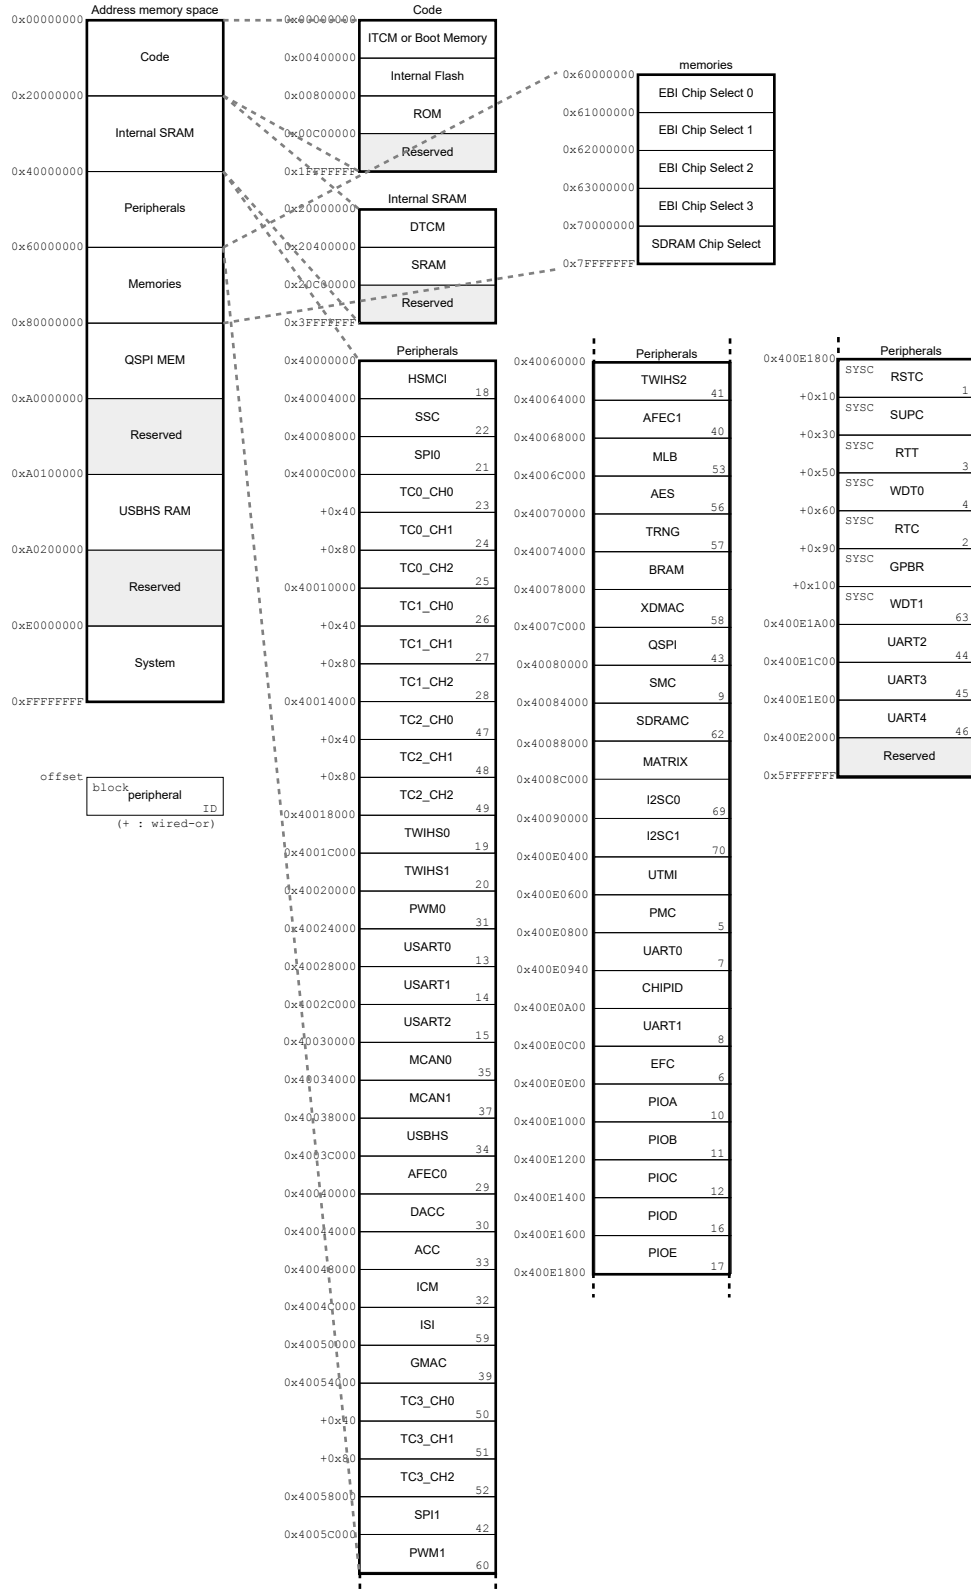 Address memory space
0x00000000
Code
0x20000000
Internal SRAM
0x40000000
Peripherals
0x60000000
Memories
0x80000000
QSPI MEM
0xA0000000
Reserved
0xA0100000
USBHS RAM
0xA0200000
Reserved
0xE0000000
System
0xFFFFFFFF
offset
block
peripheral
ID
(+ : wired-or)
Code
0x00000000
ITCM or Boot Memory
0x00400000
Internal Flash
0x00800000
ROM
0x00C00000
Reserved
0x1FFFFFFF
Internal SRAM
0x20000000
DTCM
0x20400000
SRAM
0x20C00000
Reserved
0x3FFFFFFF
Peripherals
0x40000000
HSMCI
18
0x40004000
SSC
22
0x40008000
SPI0
21
0x4000C000
TC0_CH0
23
+0x40
TC0_CH1
24
+0x80
TC0_CH2
25
0x40010000
TC1_CH0
26
+0x40
TC1_CH1
27
+0x80
TC1_CH2
28
0x40014000
TC2_CH0
47
+0x40
TC2_CH1
48
+0x80
TC2_CH2
49
0x40018000
TWIHS0
19
0x4001C000
TWIHS1
20
0x40020000
PWM0
31
0x40024000
USART0
13
0x40028000
USART1
14
0x4002C000
USART2
15
0x40030000
MCAN0
35
0x40034000
MCAN1
37
0x40038000
USBHS
34
0x4003C000
AFEC0
29
0x40040000
DACC
30
0x40044000
ACC
33
0x40048000
ICM
32
0x4004C000
ISI
59
0x40050000
GMAC
39
0x40054000
TC3_CH0
50
+0x40
TC3_CH1
51
+0x80
TC3_CH2
52
0x40058000
SPI1
42
0x4005C000
PWM1
60
memories
0x60000000
EBI Chip Select 0
0x61000000
EBI Chip Select 1
0x62000000
EBI Chip Select 2
0x63000000
EBI Chip Select 3
0x70000000
SDRAM Chip Select
0x7FFFFFFF
Peripherals
0x40060000
TWIHS2
41
0x40064000
AFEC1
40
0x40068000
MLB
53
0x4006C000
AES
56
0x40070000
TRNG
57
0x40074000
BRAM
0x40078000
XDMAC
58
0x4007C000
QSPI
43
0x40080000
SMC
9
0x40084000
SDRAMC
62
0x40088000
MATRIX
0x4008C000
I2SC0
69
0x40090000
I2SC1
70
0x400E0400
UTMI
0x400E0600
PMC
5
0x400E0800
UART0
7
0x400E0940
CHIPID
0x400E0A00
UART1
8
0x400E0C00
EFC
6
0x400E0E00
PIOA
10
0x400E1000
PIOB
11
0x400E1200
PIOC
12
0x400E1400
PIOD
16
0x400E1600
PIOE
17
0x400E1800
Peripherals
0x400E1800
SYSC
RSTC
1
+0x10
SYSC
SUPC
+0x30
SYSC
RTT
3
+0x50
SYSC
WDT0
4
+0x60
SYSC
RTC
2
+0x90
SYSC
GPBR
+0x100
SYSC
WDT1
63
0x400E1A00
UART2
44
0x400E1C00
UART3
45
0x400E1E00
UART4
46
0x400E2000
Reserved
0x5FFFFFFF